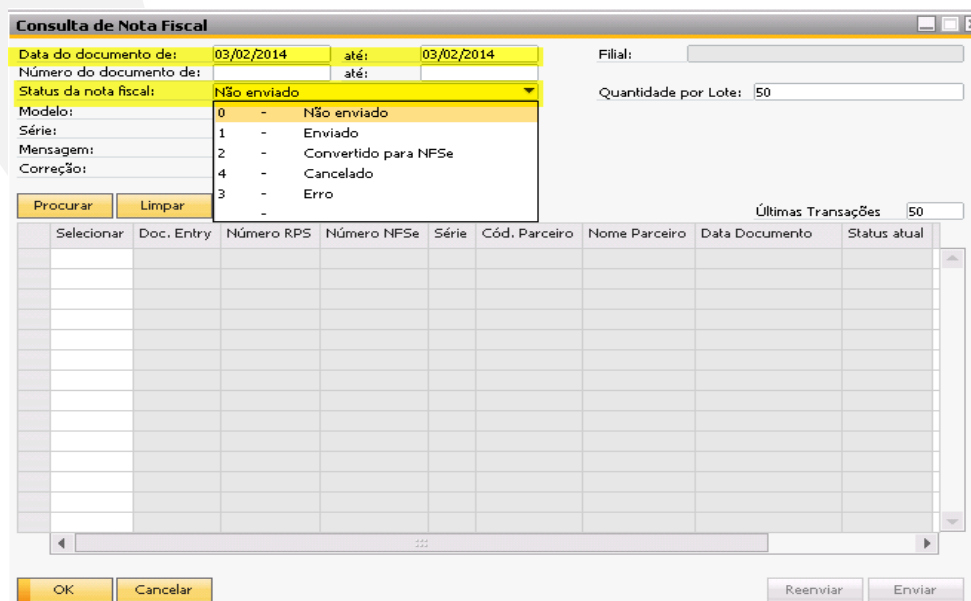 Consulta de Nota Fiscal
Data do documento de: 03/02/2014 até: 03/02/2014 Filial:
Número do documento de: até:
Status da nota fiscal: Não enviado Quantidade por Lote: 50
Modelo: 0 - Não enviado
Série: 1 - Enviado
Mensagem: 2 - Convertido para NFSe
Correção: 4 - Cancelado
3 - Erro
-
Procurar Limpar Últimas Transações 50
Selecionar Doc. Entry Número RPS Número NFSe Série Cód. Parceiro Nome Parceiro Data Documento Status atual
OK Cancelar Reenviar Enviar